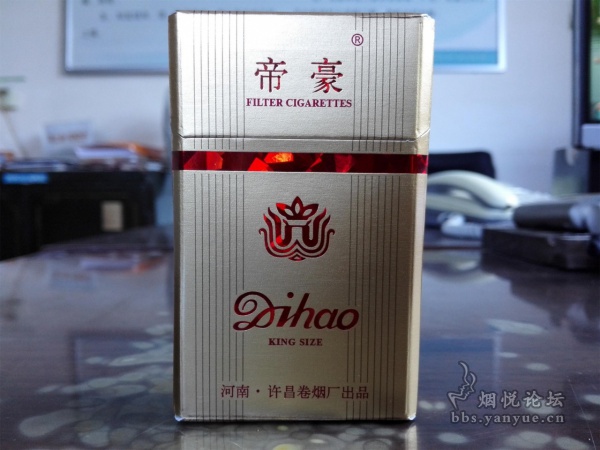 帝豪®
FILTER CIGARETTES
Dihao
KING SIZE
河南·许昌卷烟厂出品
烟悦论坛
bbs.yanyue.cn